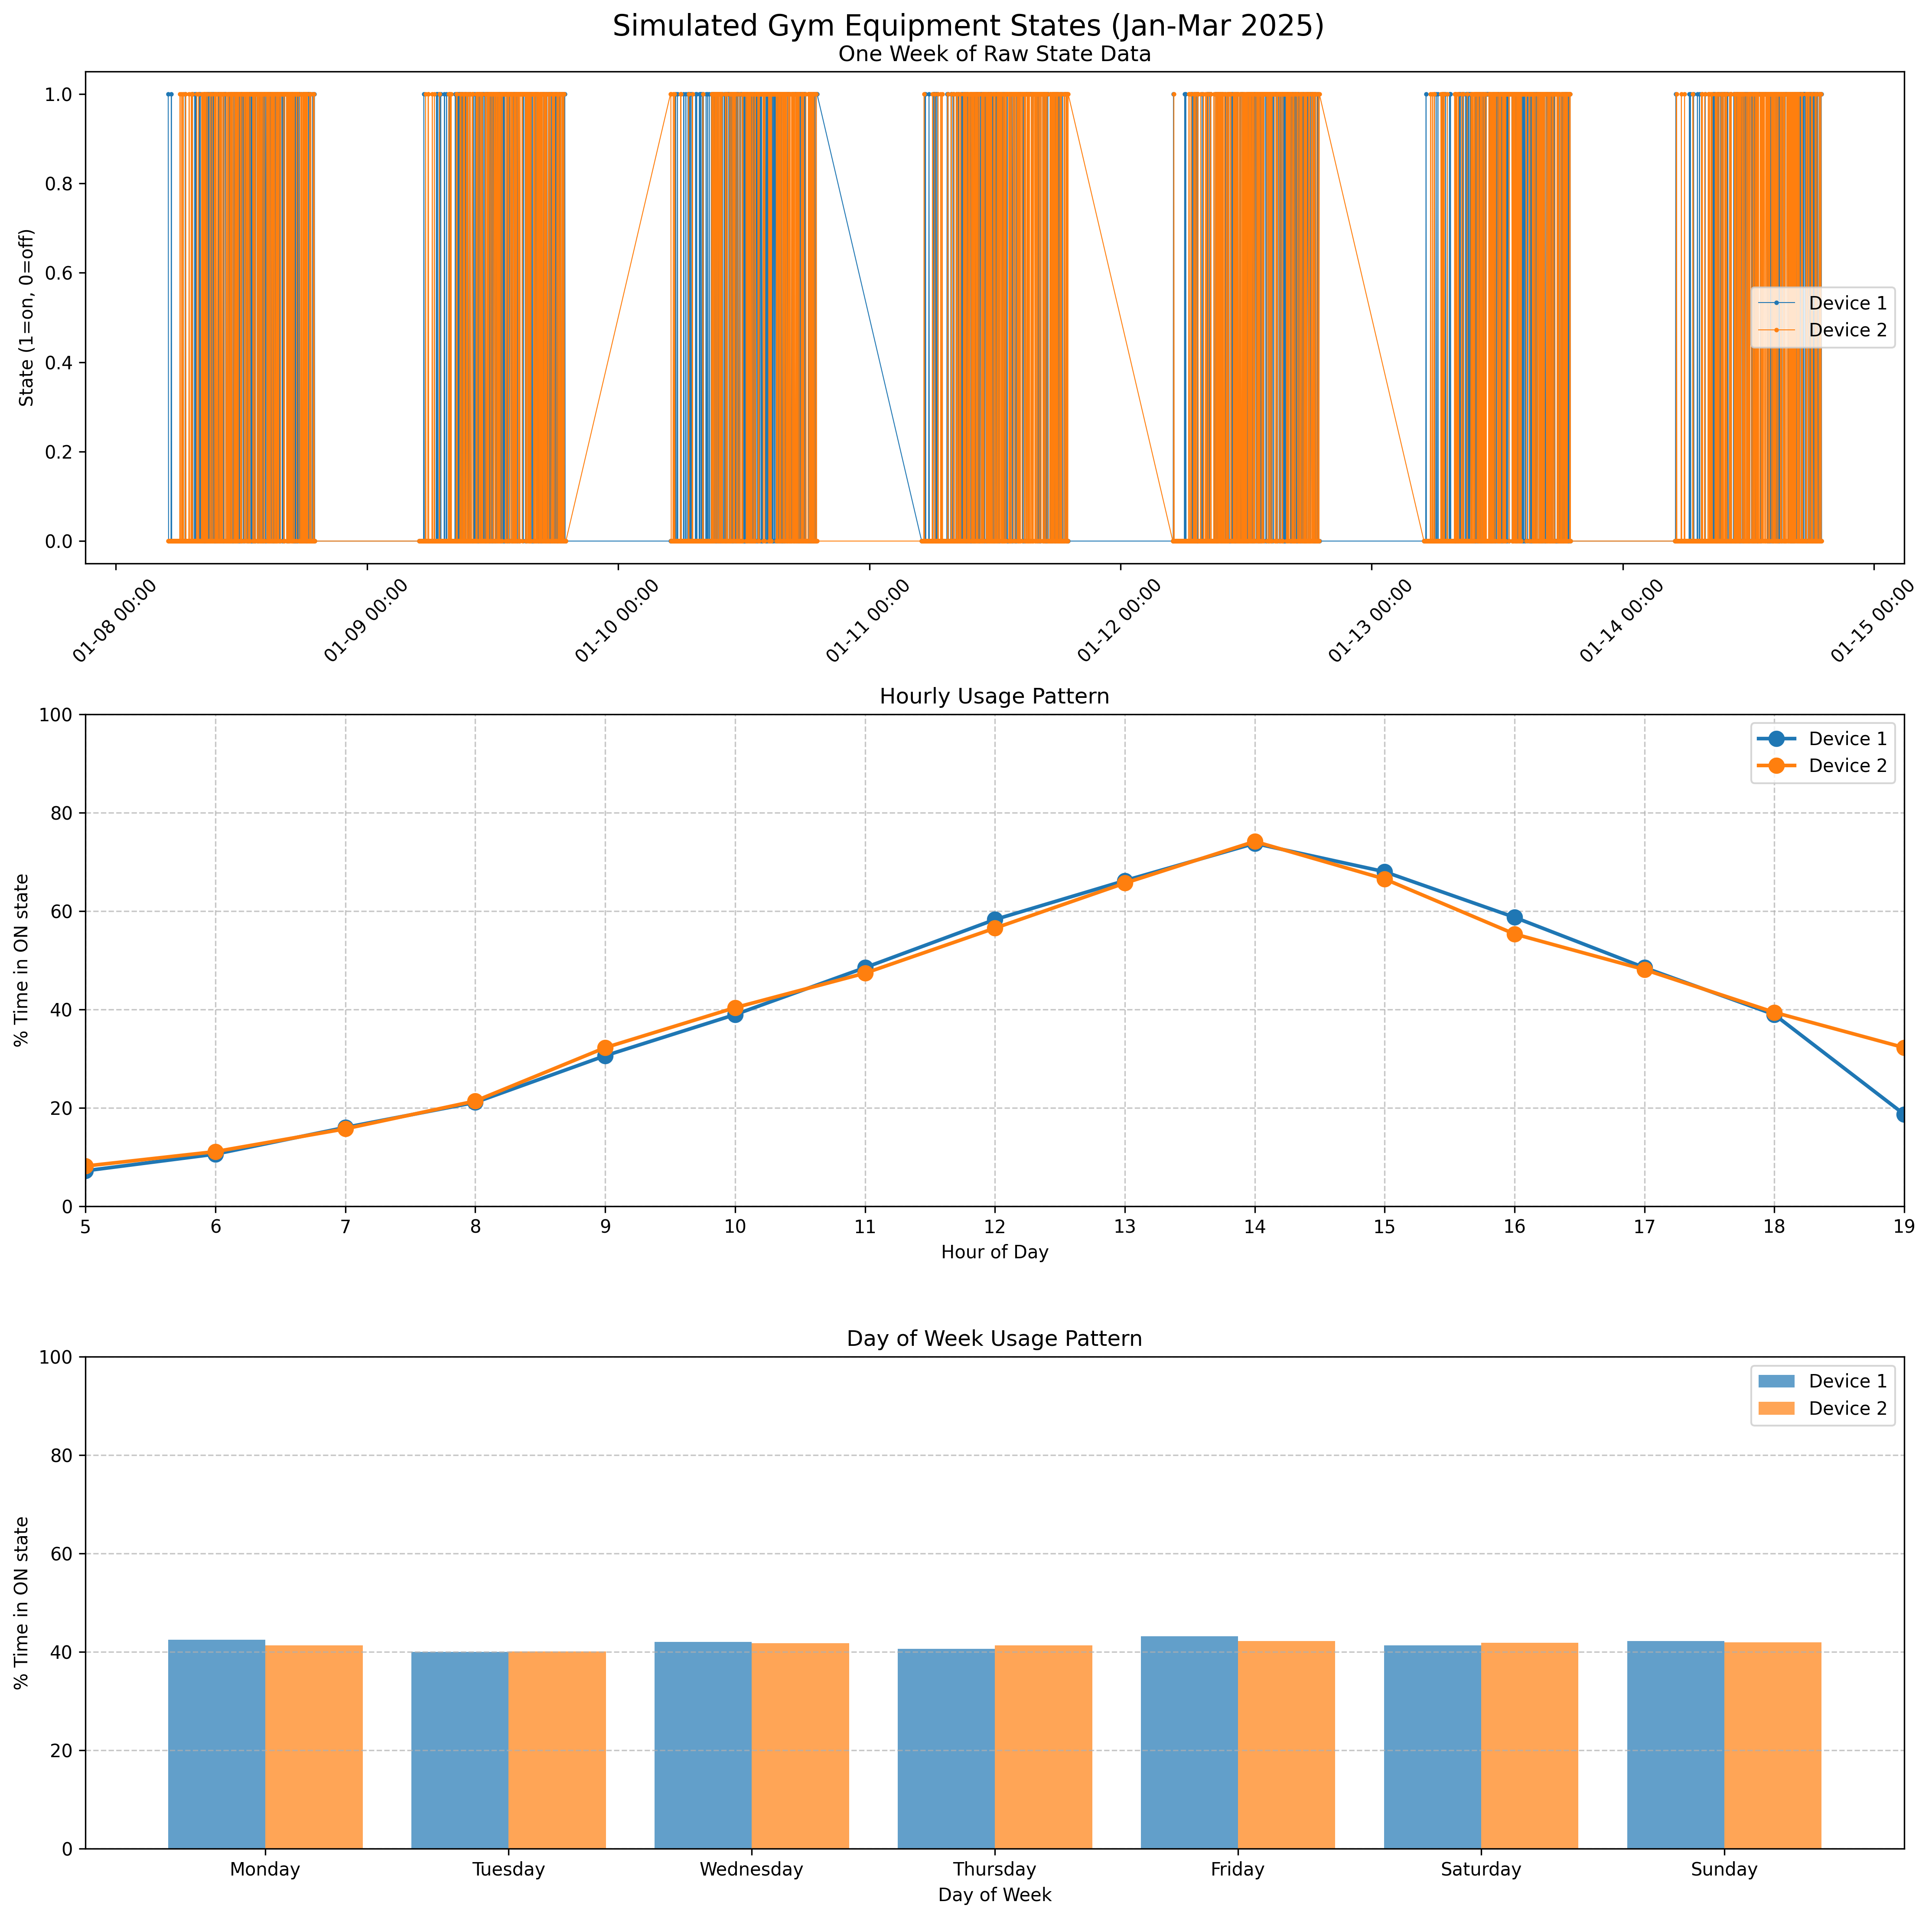 Simulated Gym Equipment States (Jan-Mar 2025)
One Week of Raw State Data
State (1=on, 0=off)
1.0
0.8
0.6
0.4
0.2
0.0
Device 1
Device 2
01-08 00:00
01-09 00:00
01-10 00:00
01-11 00:00
01-12 00:00
01-13 00:00
01-14 00:00
01-15 00:00
Hourly Usage Pattern
% Time in ON state
100
80
60
40
20
0
Device 1
Device 2
5 6 7 8 9 10 11 12 13 14 15 16 17 18 19
Hour of Day
Day of Week Usage Pattern
% Time in ON state
100
80
60
40
20
0
Device 1
Device 2
Monday Tuesday Wednesday Thursday Friday Saturday Sunday
Day of Week